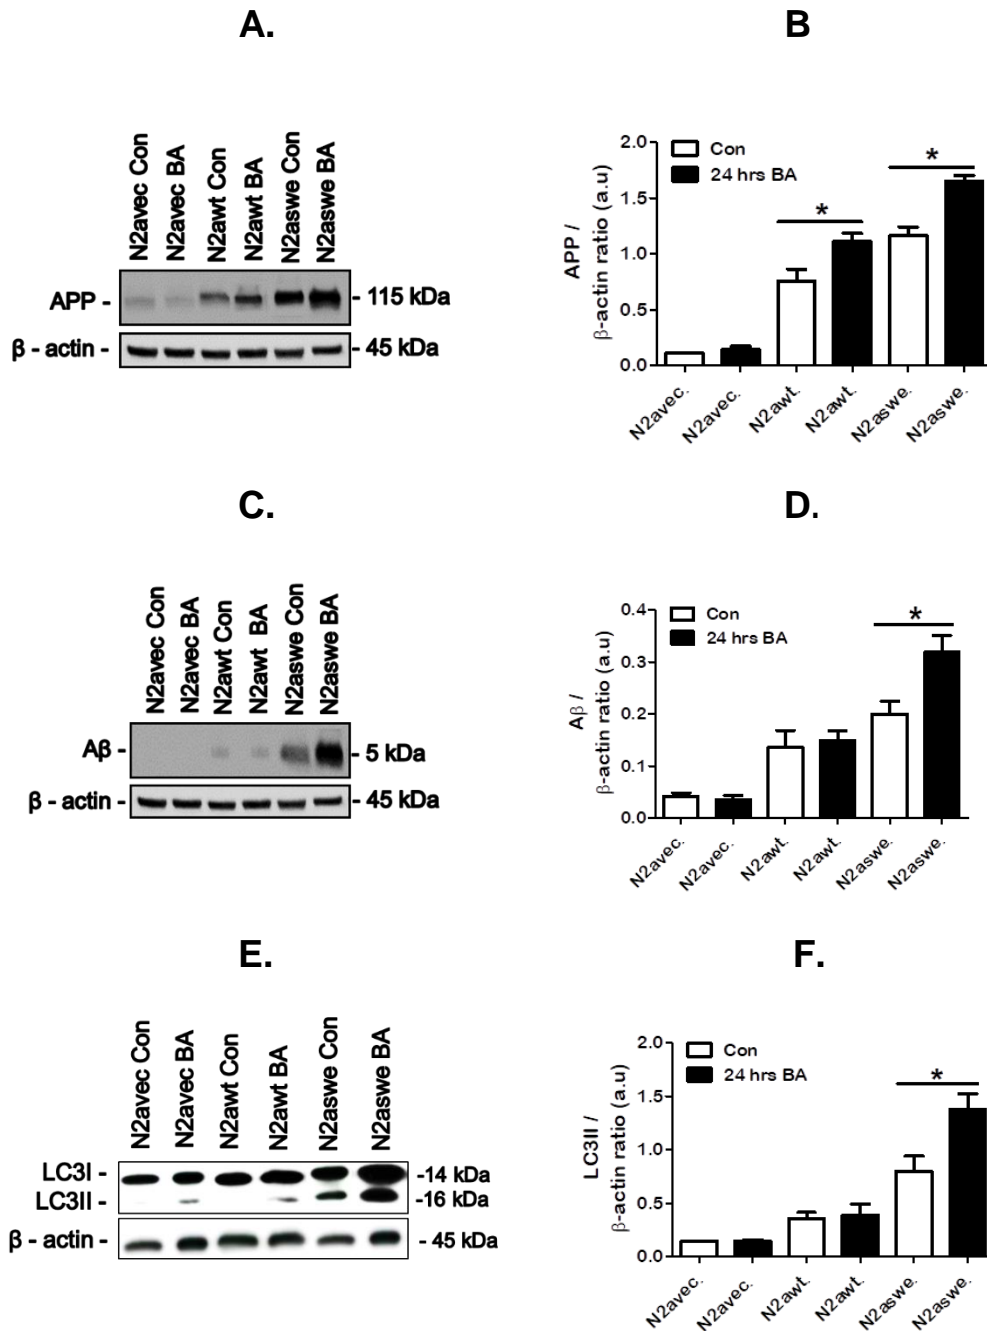 A.
N2avec Con
N2avec BA
N2awt Con
N2awt BA
N2aswe Con
N2aswe BA
APP -
- 115 kDa
β - actin -
- 45 kDa
B
Con
24 hrs BA
2.0
1.5
1.0
0.5
0.0
APP /
β-actin ratio (a.u)
*
*
N2avec.
N2avec.
N2awt.
N2awt.
N2aswe.
N2aswe.
C.
N2avec Con
N2avec BA
N2awt Con
N2awt BA
N2aswe Con
N2aswe BA
Aβ -
- 5 kDa
β - actin -
- 45 kDa
D.
Con
24 hrs BA
0.4
0.3
0.2
0.1
0.0
Aβ /
β-actin ratio (a.u)
*
N2avec.
N2avec.
N2awt.
N2awt.
N2aswe.
N2aswe.
E.
N2avec Con
N2avec BA
N2awt Con
N2awt BA
N2aswe Con
N2aswe BA
LC3I -
-14 kDa
LC3II -
-16 kDa
β - actin -
- 45 kDa
F.
Con
24 hrs BA
2.0
1.5
1.0
0.5
0.0
LC3II /
β-actin ratio (a.u)
*
N2avec.
N2avec.
N2awt.
N2awt.
N2aswe.
N2aswe.